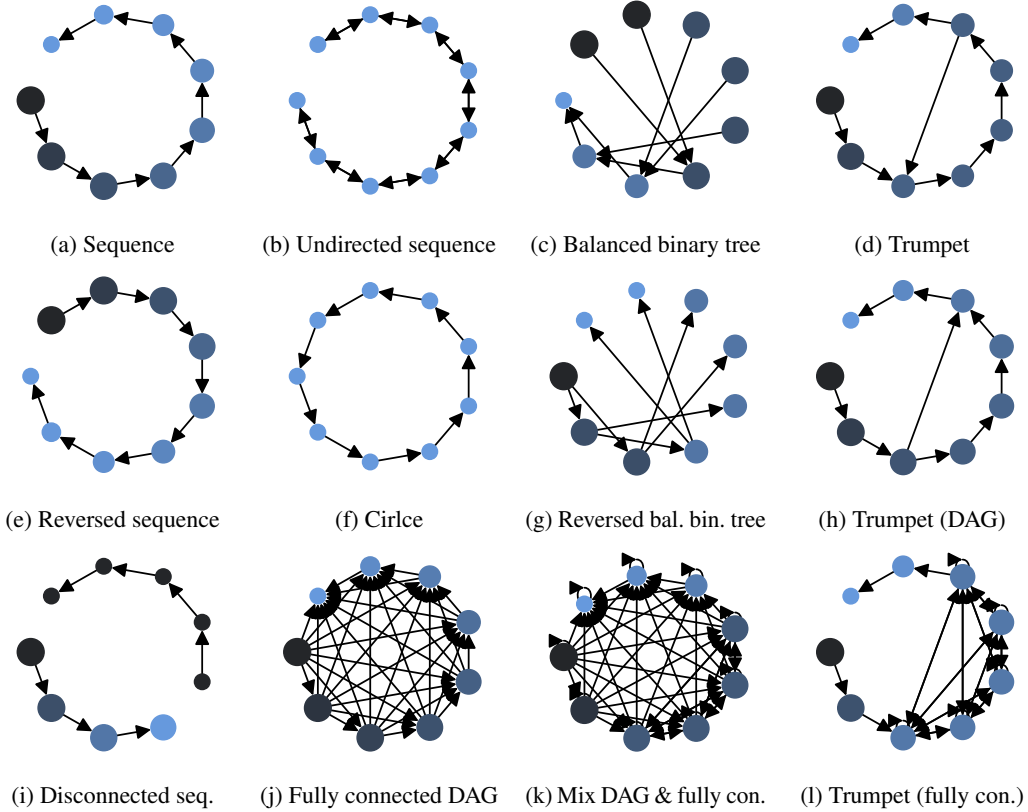 (a) Sequence
(b) Undirected sequence
(c) Balanced binary tree
(d) Trumpet
(e) Reversed sequence
(f) Cirlce
(g) Reversed bal. bin. tree
(h) Trumpet (DAG)
(i) Disconnected seq.
(j) Fully connected DAG
(k) Mix DAG & fully con.
(l) Trumpet (fully con.)